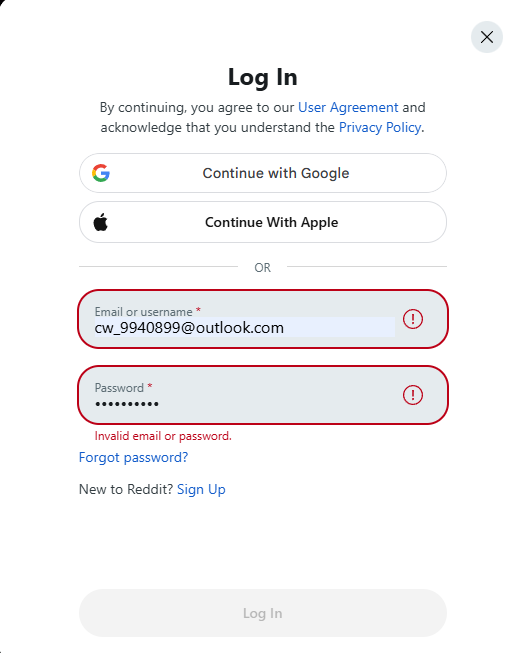 Log In
By continuing, you agree to our User Agreement and
acknowledge that you understand the Privacy Policy.
Continue with Google
Continue With Apple
OR
Email or username *
cw_9940899@outlook.com
Password *
••••••••••
Invalid email or password.
Forgot password?
New to Reddit? Sign Up
Log In